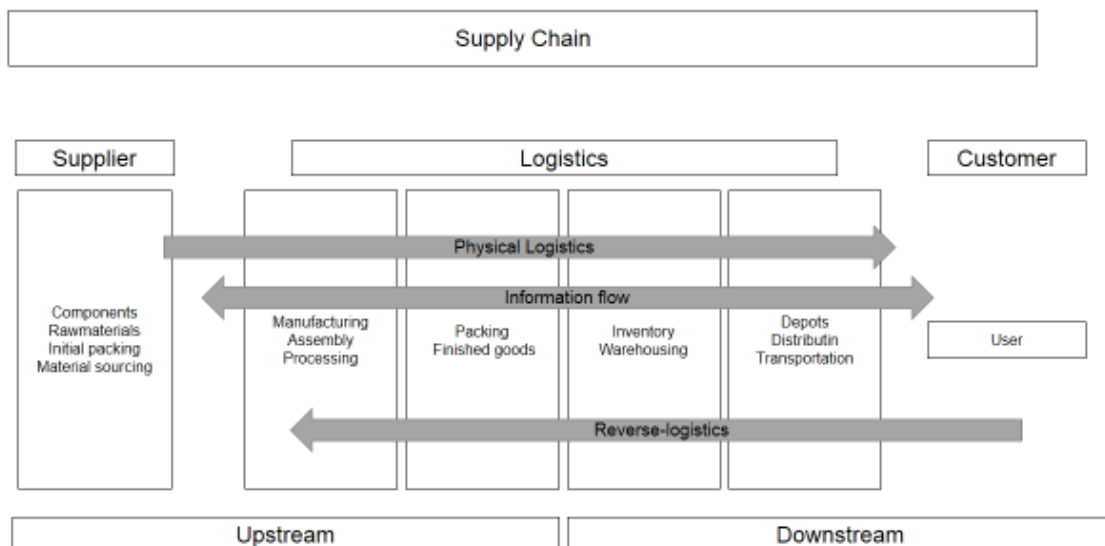 Supply Chain
Supplier
Logistics
Customer
Physical Logistics
Information flow
Components
Rawmaterials
Initial packing
Material sourcing
Manufacturing
Assembly
Processing
Packing
Finished goods
Inventory
Warehousing
Depots
Distributin
Transportation
User
Reverse-logistics
Upstream
Downstream